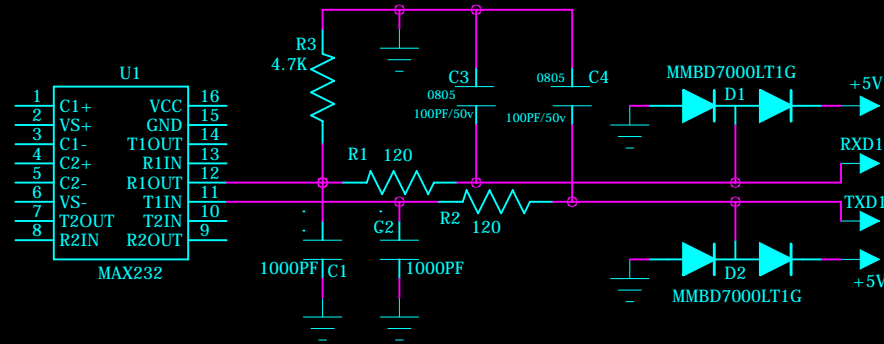 R3
4.7K
U1
C3
0805
100PF/50v
0805
C4
100PF/50v
MMBD7000LT1G
D1
+5V
1 C1+ VCC 16
2 VS+ GND 15
3 C1- T1OUT 14
4 C2+ R1IN 13
5 C2- R1OUT 12
6 VS- T1IN 11
7 T2OUT T2IN 10
8 R2IN R2OUT 9
MAX232
R1 120
RXD1
R2
120
TXD1
C2
1000PF C1
1000PF
D2
MMBD7000LT1G
+5V